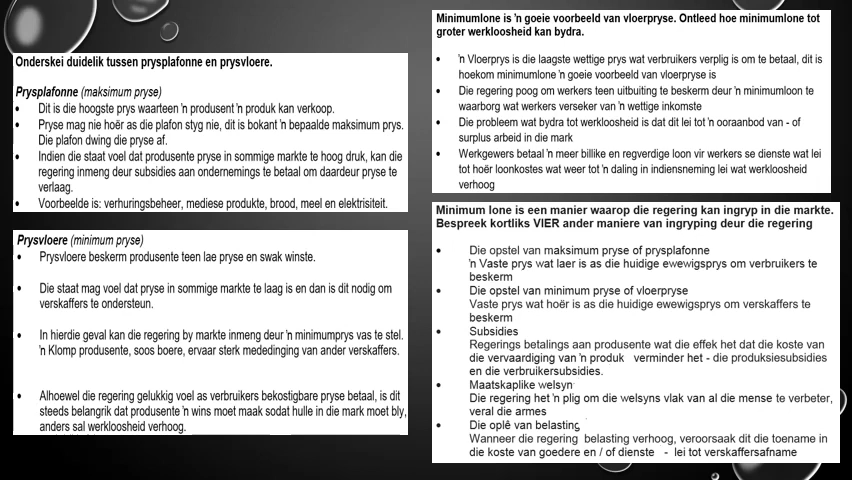 Onderskei duidelik tussen prysplafonne en prysvloere.
Prysplafonne (maksimum pryse)
• Dit is die hoogste prys waarteen 'n produsent 'n produk kan verkoop.
• Pryse mag nie hoër as die plafon styg nie, dit is bokant 'n bepaalde maksimum prys.
Die plafon dwing die pryse af.
• Indien die staat voel dat produsente pryse in sommige markte te hoog druk, kan die
regering inmeng deur subsidies aan ondernemings te betaal om daardeur pryse te
verlaag.
• Voorbeelde is: verhuringsbeheer, mediese produkte, brood, meel en elektrisiteit.
Prysvloere (minimum pryse)
• Prysvloere beskerm produsente teen lae pryse en swak winste.
• Die staat mag voel dat pryse in sommige markte te laag is en dan is dit nodig om
verskaffers te ondersteun.
• In hierdie geval kan die regering by markte inmeng deur 'n minimumprys vas te stel.
'n Klomp produsente, soos boere, ervaar sterk mededinging van ander verskaffers.
• Alhoewel die regering gelukkig voel as verbruikers bekostigbare pryse betaal, is dit
steeds belangrik dat produsente 'n wins moet maak sodat hulle in die mark moet bly,
anders sal werkloosheid verhoog.
Minimumlone is 'n goeie voorbeeld van vloerpryse. Ontleed hoe minimumlone tot
groter werkloosheid kan bydra.
• 'n Vloerprys is die laagste wettige prys wat verbruikers verplig is om te betaal, dit is
hoekom minimumlone 'n goeie voorbeeld van vloerpryse is
• Die regering poog om werkers teen uitbuiting te beskerm deur 'n minimumloon te
waarborg wat werkers verseker van 'n wettige inkomste
• Die probleem wat bydra tot werkloosheid is dat dit lei tot 'n ooraanbod van - of
surplus arbeid in die mark
• Werkgewers betaal 'n meer billike en regverdige loon vir werkers se dienste wat lei
tot hoër loonkostes wat weer tot 'n daling in indiensneming lei wat werkloosheid
verhoog
Minimum lone is een manier waarop die regering kan ingryp in die markte.
Bespreek kortliks VIER ander maniere van ingryping deur die regering
• Die opstel van maksimum pryse of prysplafonne
'n Vaste prys wat laer is as die huidige ewewigsprys om verbruikers te
beskerm
• Die opstel van minimum pryse of vloerpryse
Vaste prys wat hoër is as die huidige ewewigsprys om verskaffers te
beskerm
• Subsidies
Regerings betalings aan produsente wat die effek het dat die koste van
die vervaardiging van 'n produk verminder het - die produksiesubsidies
en die verbruikersubsidies.
• Maatskaplike welsyn
Die regering het 'n plig om die welsyns vlak van al die mense te verbeter,
veral die armes
• Die oplê van belasting
Wanneer die regering belasting verhoog, veroorsaak dit die toename in
die koste van goedere en / of dienste - lei tot verskaffersafname